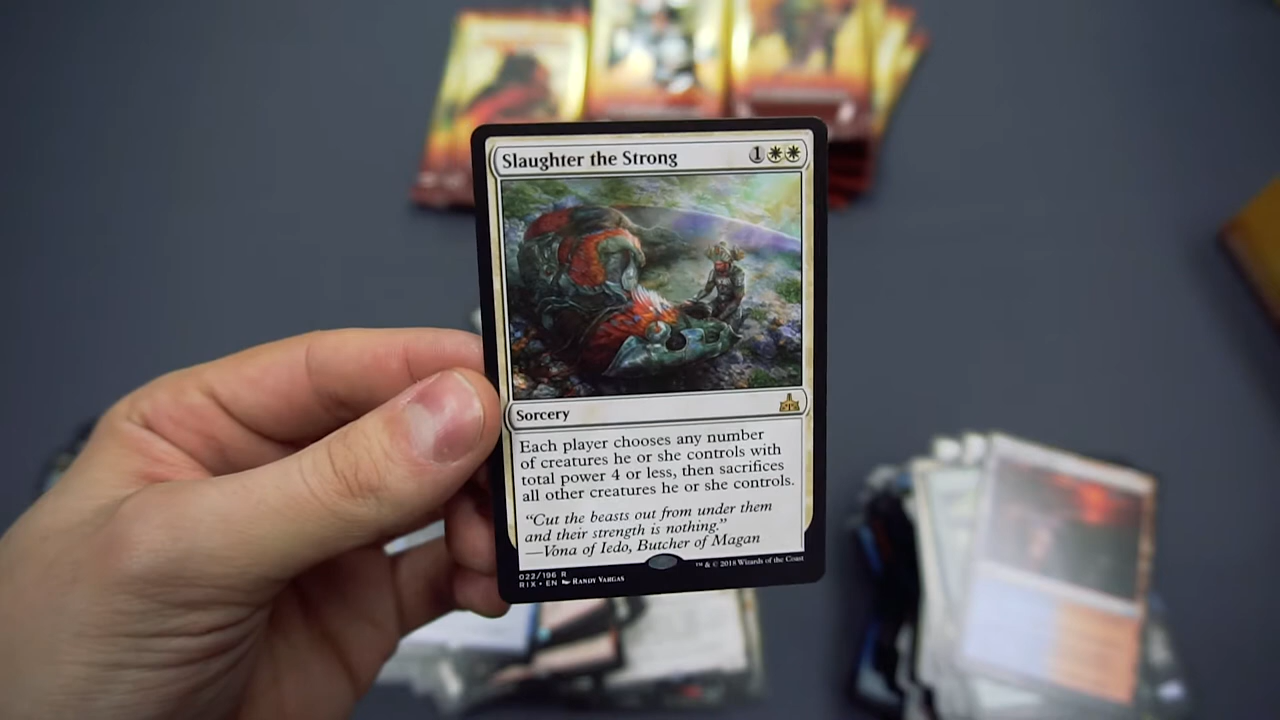 Slaughter the Strong 1
Sorcery
Each player chooses any number
of creatures he or she controls with
total power 4 or less, then sacrifices
all other creatures he or she controls.
“Cut the beasts out from under them
and their strength is nothing.”
—Vona of Iedo, Butcher of Magan
022/196 R
RIX • EN RANDY VARGAS
™ & © 2018 Wizards of the Coast